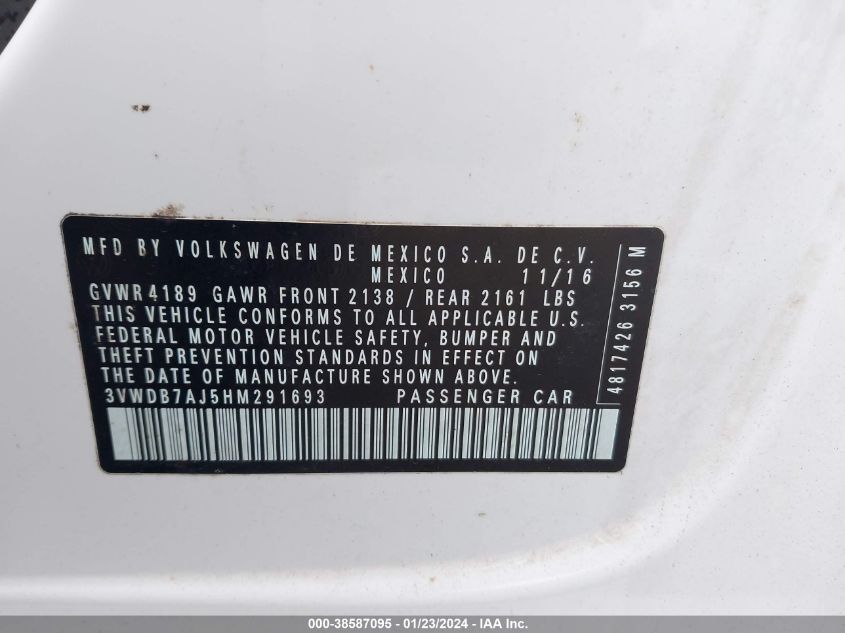 MFD BY VOLKSWAGEN DE MEXICO S.A. DE C.V.
MEXICO 11/16
GVWR 4189 GAWR FRONT 2138 / REAR 2161 LBS
THIS VEHICLE CONFORMS TO ALL APPLICABLE U.S.
FEDERAL MOTOR VEHICLE SAFETY, BUMPER AND
THEFT PREVENTION STANDARDS IN EFFECT ON
THE DATE OF MANUFACTURE SHOWN ABOVE.
3VWDB7AJ5HM291693 PASSENGER CAR
4817426 3156 M
000-38587095 - 01/23/2024 - IAA Inc.